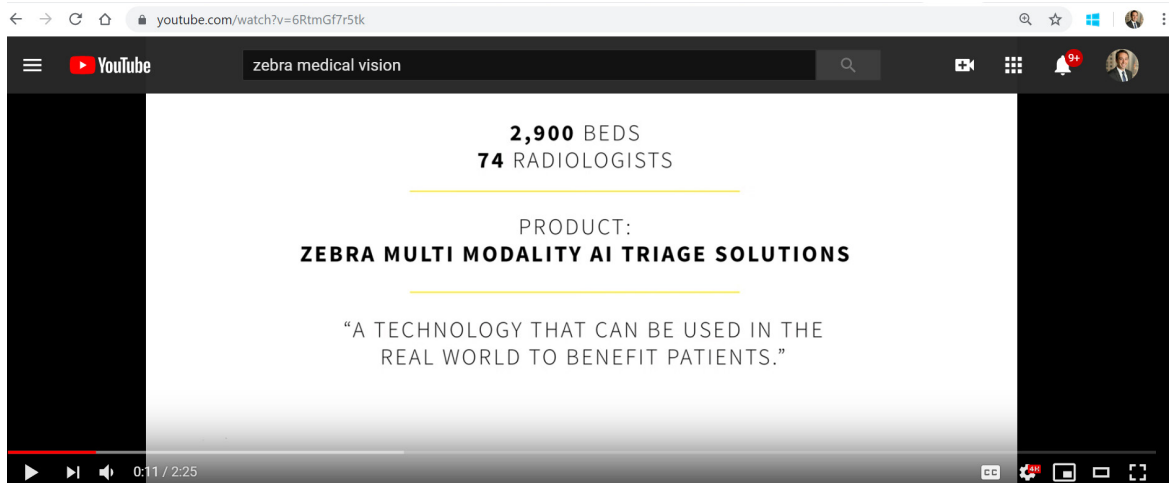 youtube.com/watch?v=6RtmGf7r5tk
YouTube
zebra medical vision
9+
2,900 BEDS
74 RADIOLOGISTS
PRODUCT:
ZEBRA MULTI MODALITY AI TRIAGE SOLUTIONS
“A TECHNOLOGY THAT CAN BE USED IN THE
REAL WORLD TO BENEFIT PATIENTS.”
0:11 / 2:25
CC
4K